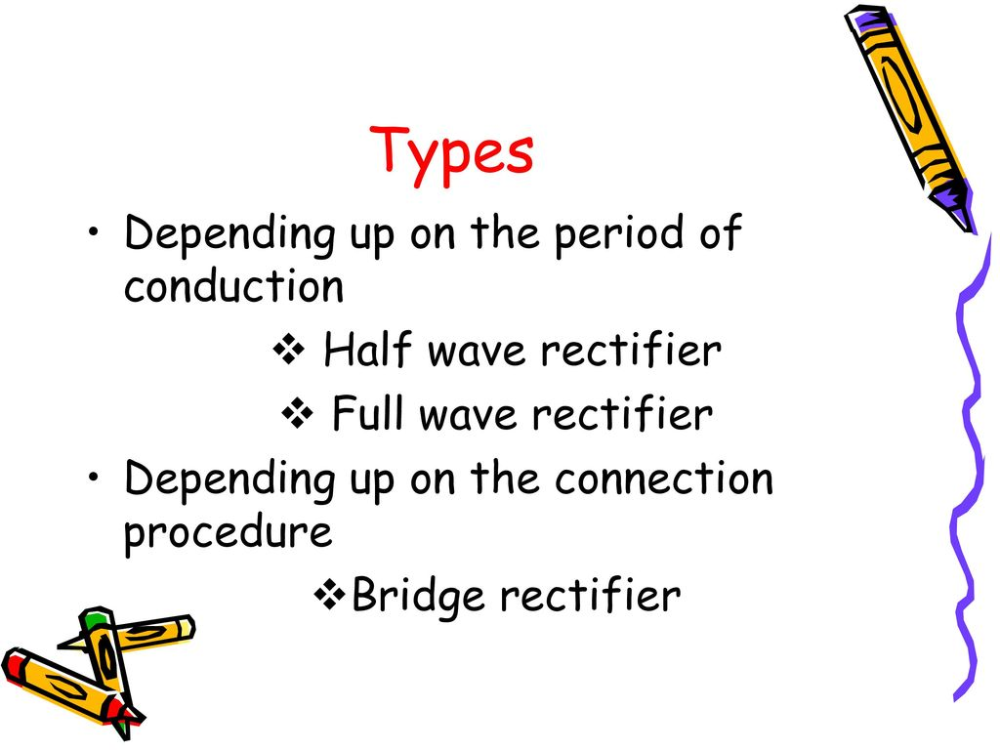 Types
• Depending up on the period of
conduction
❖ Half wave rectifier
❖ Full wave rectifier
• Depending up on the connection
procedure
❖Bridge rectifier